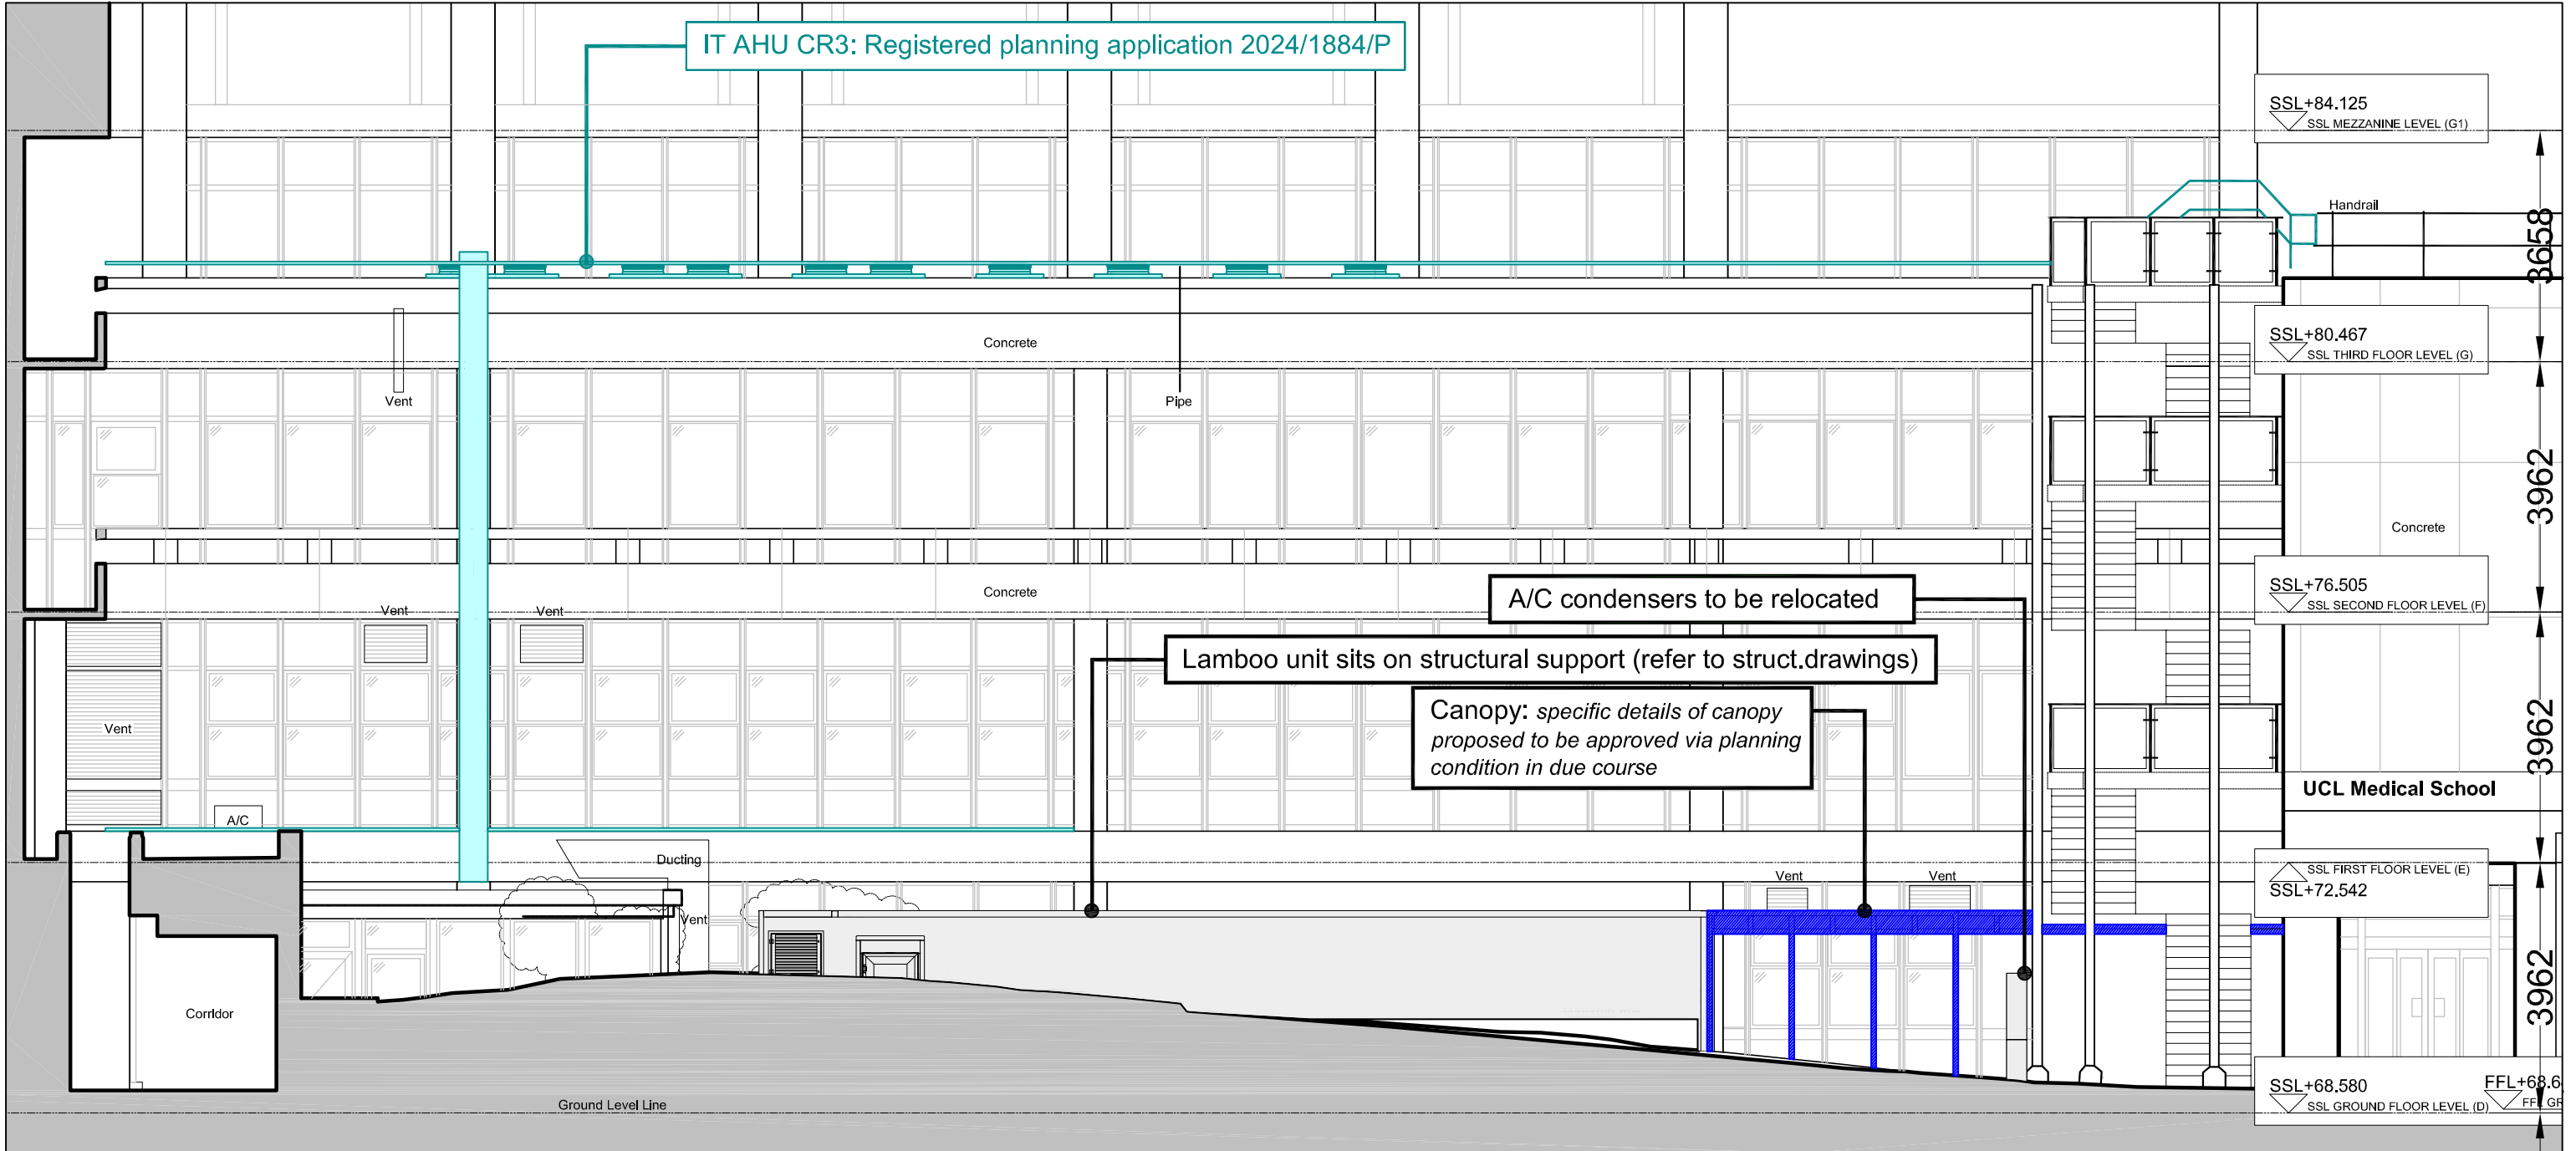 IT AHU CR3: Registered planning application 2024/1884/P
SSL+84.125
SSL MEZZANINE LEVEL (G1)
Handrail
3658
Concrete
SSL+80.467
SSL THIRD FLOOR LEVEL (G)
Vent
Pipe
3962
Concrete
Concrete
SSL+76.505
SSL SECOND FLOOR LEVEL (F)
Vent
Vent
A/C condensers to be relocated
Lamboo unit sits on structural support (refer to struct.drawings)
Canopy: specific details of canopy
proposed to be approved via planning
condition in due course
Vent
3962
UCL Medical School
A/C
Ducting
SSL FIRST FLOOR LEVEL (E)
SSL+72.542
Vent
Vent
Vent
3962
Corridor
Ground Level Line
SSL+68.580
SSL GROUND FLOOR LEVEL (D)
FFL+68.6
FFL GR